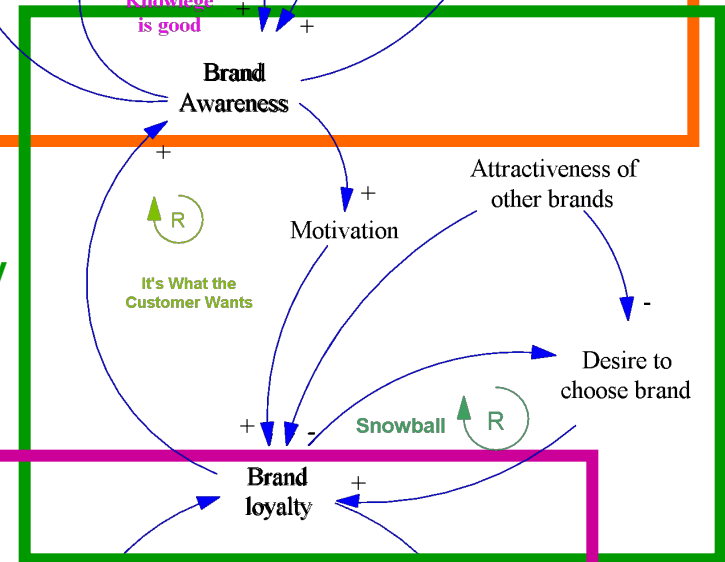 Knowlege
is good
+
+
Brand
Awareness
+
Attractiveness of
other brands
+
R
Motivation
It's What the
Customer Wants
-
Desire to
choose brand
+
-
Snowball
R
Brand
loyalty
+